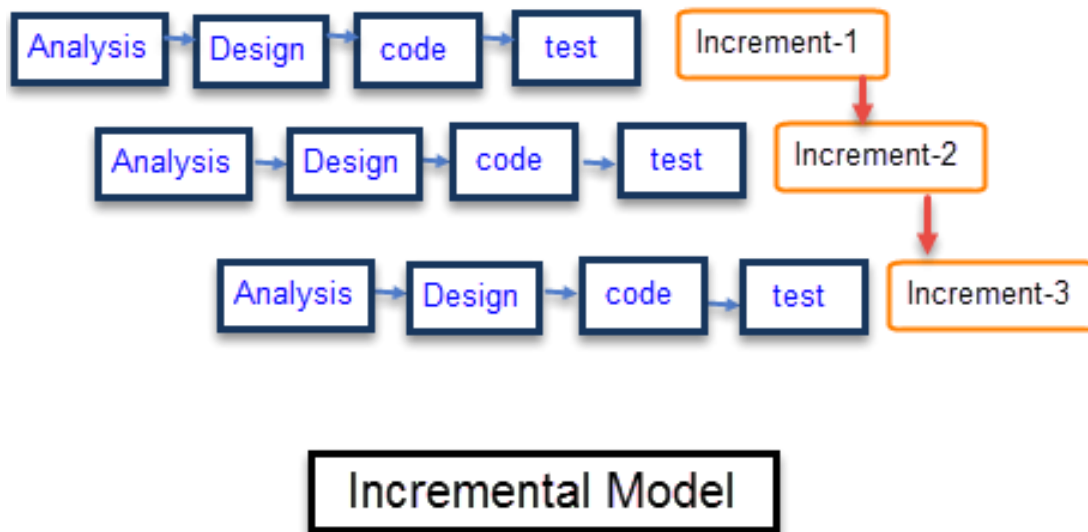 Analysis Design code test Increment-1
Analysis Design code test Increment-2
Analysis Design code test Increment-3
Incremental Model